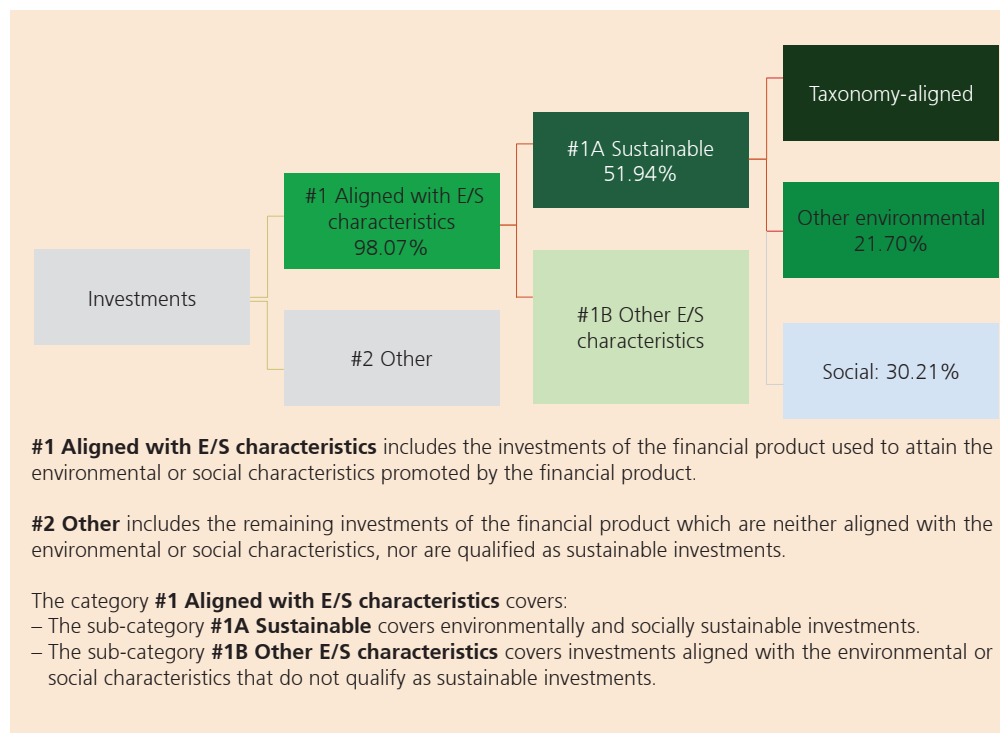 Investments
#1 Aligned with E/S
characteristics
98.07%
#2 Other
#1A Sustainable
51.94%
#1B Other E/S
characteristics
Taxonomy-aligned
Other environmental
21.70%
Social: 30.21%
#1 Aligned with E/S characteristics includes the investments of the financial product used to attain the
environmental or social characteristics promoted by the financial product.
#2 Other includes the remaining investments of the financial product which are neither aligned with the
environmental or social characteristics, nor are qualified as sustainable investments.
The category #1 Aligned with E/S characteristics covers:
– The sub-category #1A Sustainable covers environmentally and socially sustainable investments.
– The sub-category #1B Other E/S characteristics covers investments aligned with the environmental or
social characteristics that do not qualify as sustainable investments.